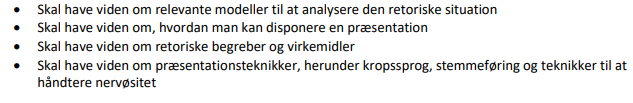 • Skal have viden om relevante modeller til at analysere den retoriske situation
• Skal have viden om, hvordan man kan disponere en præsentation
• Skal have viden om retoriske begreber og virkemidler
• Skal have viden om præsentationsteknikker, herunder kropssprog, stemmeføring og teknikker til at
håndtere nervøsitet